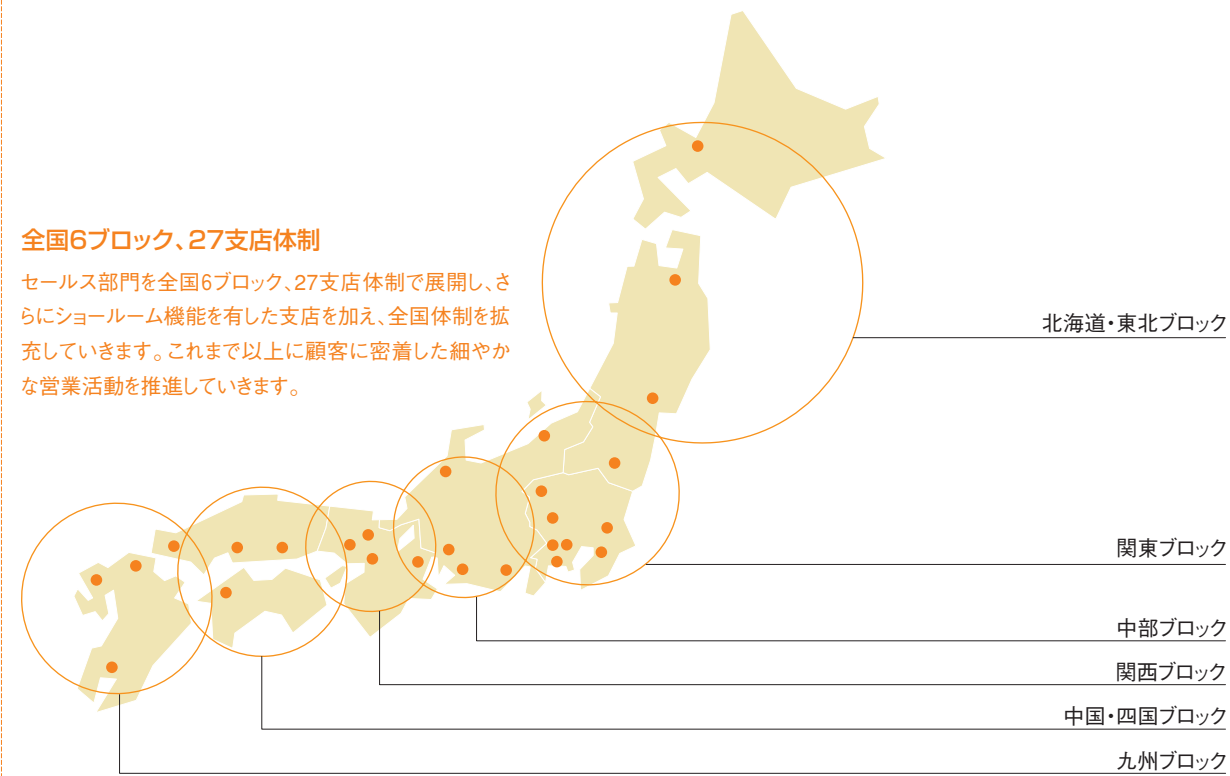 全国6ブロック、27支店体制
セールス部門を全国6ブロック、27支店体制で展開し、さ
らにショールーム機能を有した支店を加え、全国体制を拡
充していきます。これまで以上に顧客に密着した細やか
な営業活動を推進していきます。
北海道・東北ブロック
関東ブロック
中部ブロック
関西ブロック
中国・四国ブロック
九州ブロック